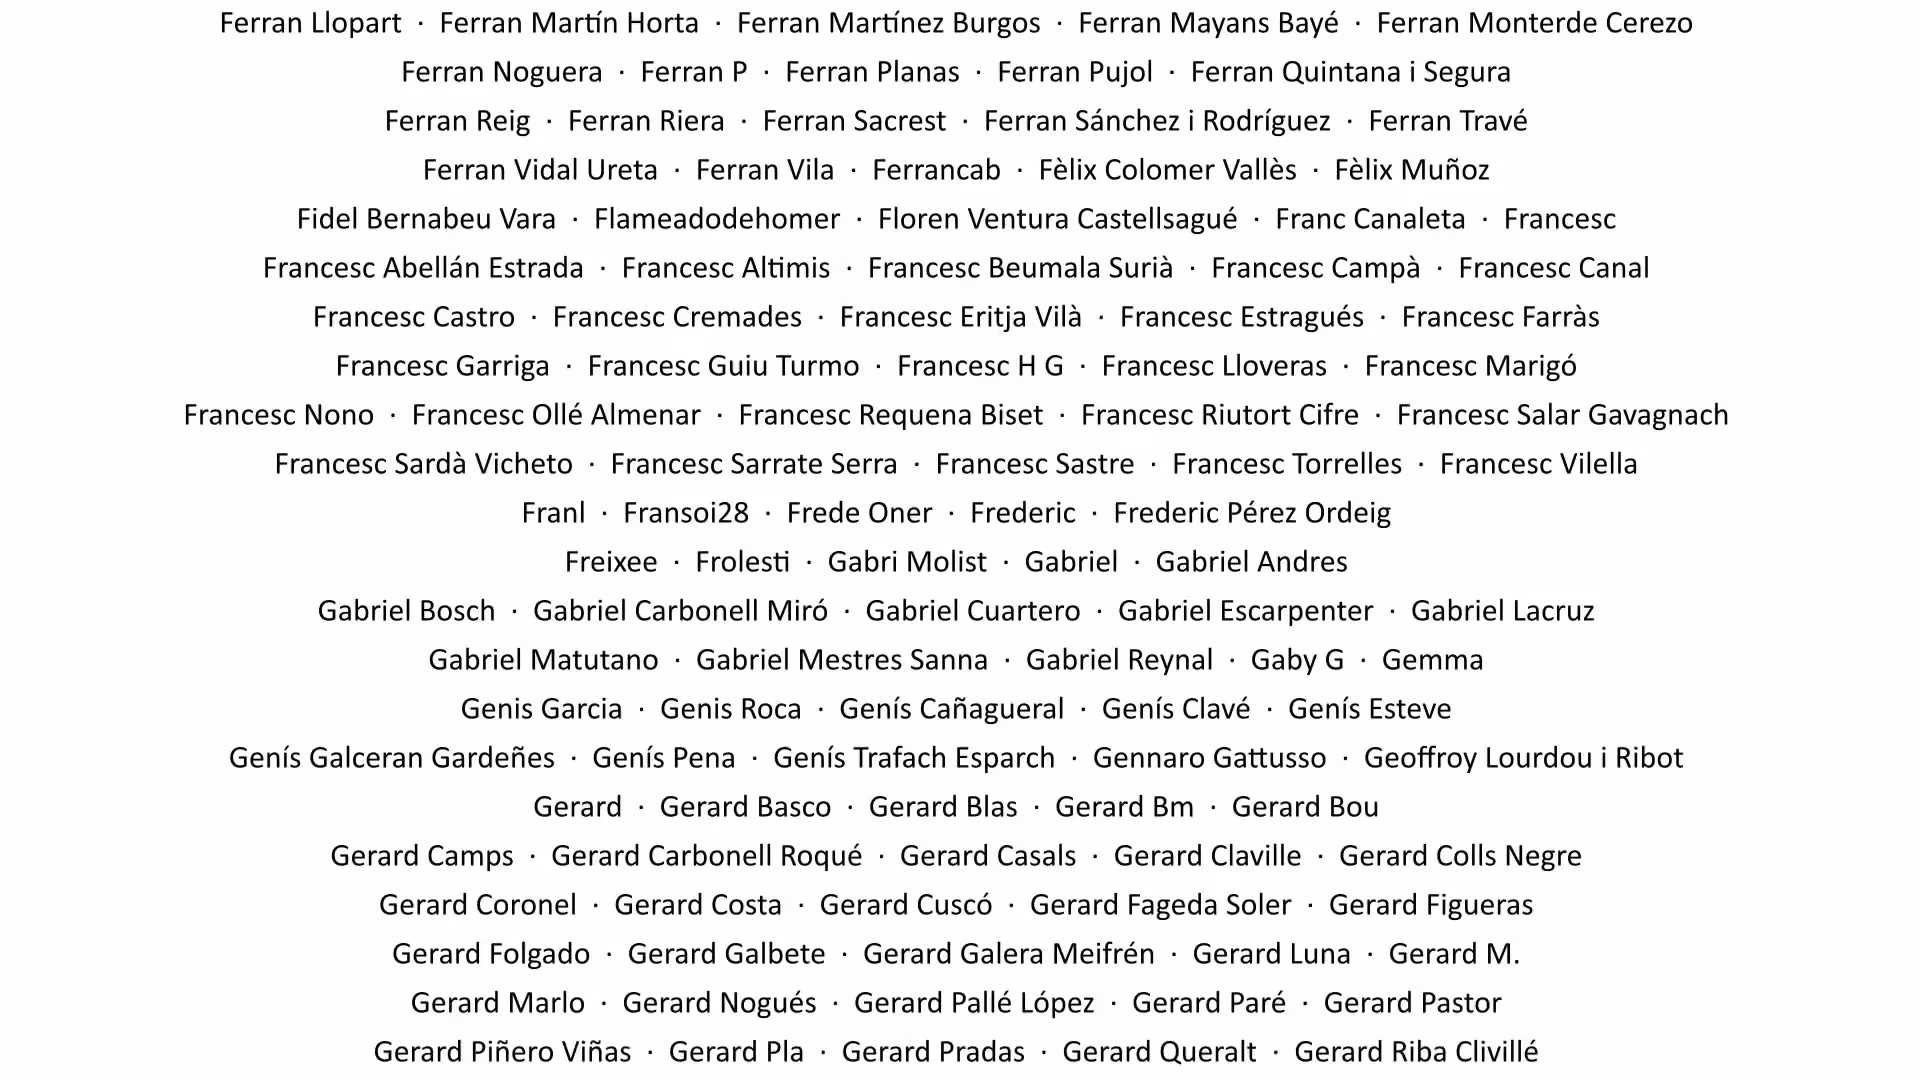 Ferran Llopart · Ferran Martín Horta · Ferran Martínez Burgos · Ferran Mayans Bayé · Ferran Monterde Cerezo
Ferran Noguera · Ferran P · Ferran Planas · Ferran Pujol · Ferran Quintana i Segura
Ferran Reig · Ferran Riera · Ferran Sacrest · Ferran Sánchez i Rodríguez · Ferran Travé
Ferran Vidal Ureta · Ferran Vila · Ferrancab · Fèlix Colomer Vallès · Fèlix Muñoz
Fidel Bernabeu Vara · Flameadodehomer · Floren Ventura Castellsagué · Franc Canaleta · Francesc
Francesc Abellán Estrada · Francesc Altimis · Francesc Beumala Surià · Francesc Campà · Francesc Canal
Francesc Castro · Francesc Cremades · Francesc Eritja Vilà · Francesc Estragués · Francesc Farràs
Francesc Garriga · Francesc Guiu Turmo · Francesc H G · Francesc Lloveras · Francesc Marigó
Francesc Nono · Francesc Ollé Almenar · Francesc Requena Biset · Francesc Riutort Cifre · Francesc Salar Gavagnach
Francesc Sardà Vicheto · Francesc Sarrate Serra · Francesc Sastre · Francesc Torrelles · Francesc Vilella
Franl · Fransoi28 · Frede Oner · Frederic · Frederic Pérez Ordeig
Freixee · Frolesti · Gabri Molist · Gabriel · Gabriel Andres
Gabriel Bosch · Gabriel Carbonell Miró · Gabriel Cuartero · Gabriel Escarpenter · Gabriel Lacruz
Gabriel Matutano · Gabriel Mestres Sanna · Gabriel Reynal · Gaby G · Gemma
Genis Garcia · Genis Roca · Genís Cañagueral · Genís Clavé · Genís Esteve
Genís Galceran Gardeñes · Genís Pena · Genís Trafach Esparch · Gennaro Gattusso · Geoffroy Lourdou i Ribot
Gerard · Gerard Basco · Gerard Blas · Gerard Bm · Gerard Bou
Gerard Camps · Gerard Carbonell Roqué · Gerard Casals · Gerard Claville · Gerard Colls Negre
Gerard Coronel · Gerard Costa · Gerard Cuscó · Gerard Fageda Soler · Gerard Figueras
Gerard Folgado · Gerard Galbete · Gerard Galera Meifrén · Gerard Luna · Gerard M.
Gerard Marlo · Gerard Nogués · Gerard Pallé López · Gerard Paré · Gerard Pastor
Gerard Piñero Viñas · Gerard Pla · Gerard Pradas · Gerard Queralt · Gerard Riba Clivillé